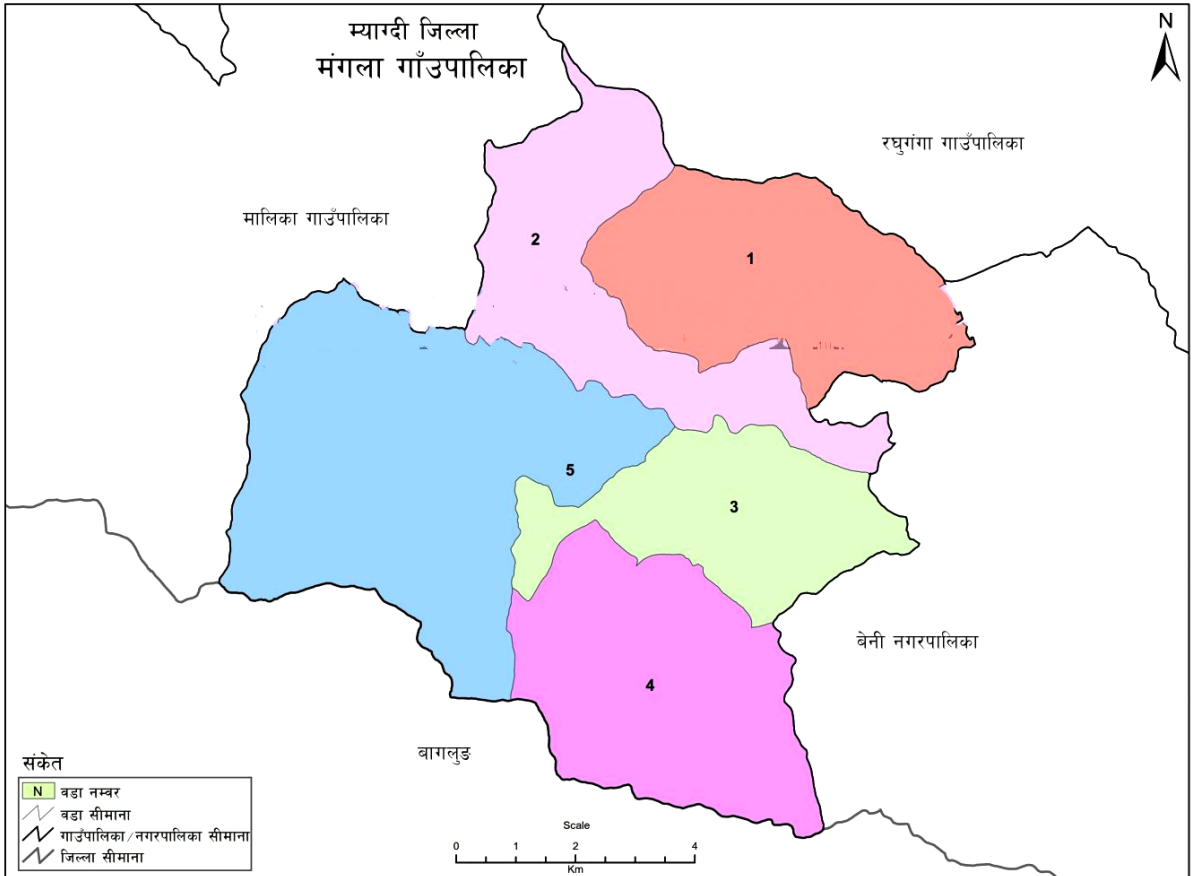 म्याग्दी जिल्ला
मंगला गाँउपालिका
N
रघुगंगा गाउँपालिका
मालिका गाउँपालिका
2
1
5
3
बेनी नगरपालिका
4
बागलुङ
संकेत
N वडा नम्वर
वडा सीमाना
गाउँपालिका/नगरपालिका सीमाना
जिल्ला सीमाना
Scale
0 1 2 4
Km